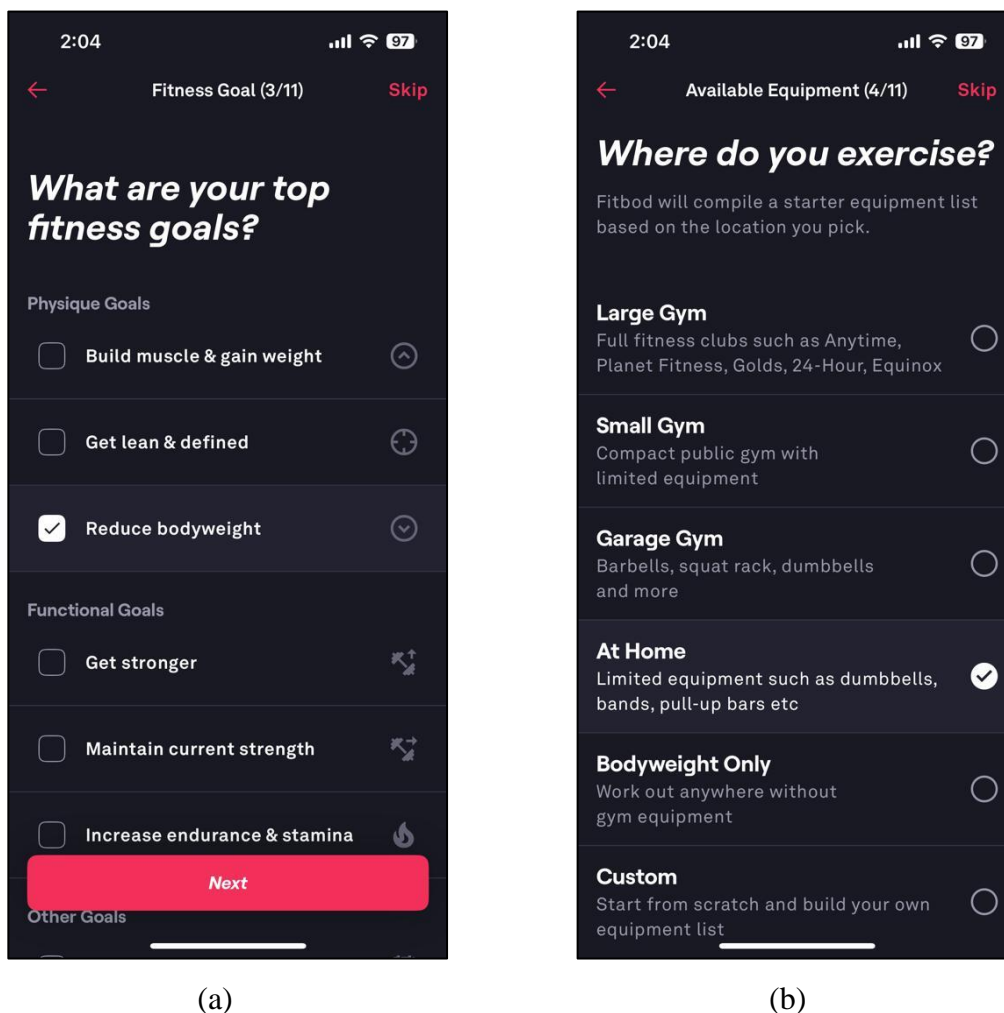 2:04
97
Fitness Goal (3/11)
Skip
What are your top
fitness goals?
Physique Goals
Build muscle & gain weight
Get lean & defined
Reduce bodyweight
Functional Goals
Get stronger
Maintain current strength
Increase endurance & stamina
Next
Other Goals
(a)
2:04
97
Available Equipment (4/11)
Skip
Where do you exercise?
Fitbod will compile a starter equipment list
based on the location you pick.
Large Gym
Full fitness clubs such as Anytime,
Planet Fitness, Golds, 24-Hour, Equinox
Small Gym
Compact public gym with
limited equipment
Garage Gym
Barbells, squat rack, dumbbells
and more
At Home
Limited equipment such as dumbbells,
bands, pull-up bars etc
Bodyweight Only
Work out anywhere without
gym equipment
Custom
Start from scratch and build your own
equipment list
(b)